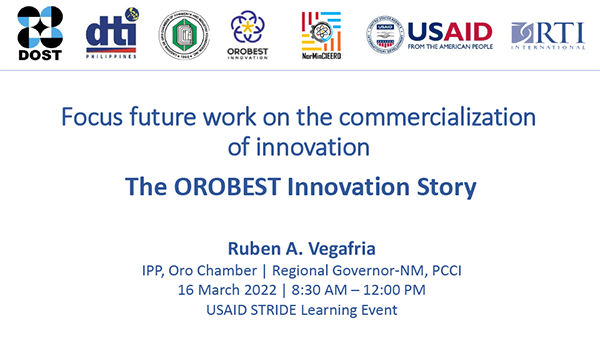 DOST
dti
PHILIPPINES
OROBEST
INNOVATION
NorMinCIEERD
USAID
FROM THE AMERICAN PEOPLE
RTI
INTERNATIONAL
Focus future work on the commercialization
of innovation
The OROBEST Innovation Story
Ruben A. Vegafria
IPP, Oro Chamber | Regional Governor-NM, PCCI
16 March 2022 | 8:30 AM – 12:00 PM
USAID STRIDE Learning Event